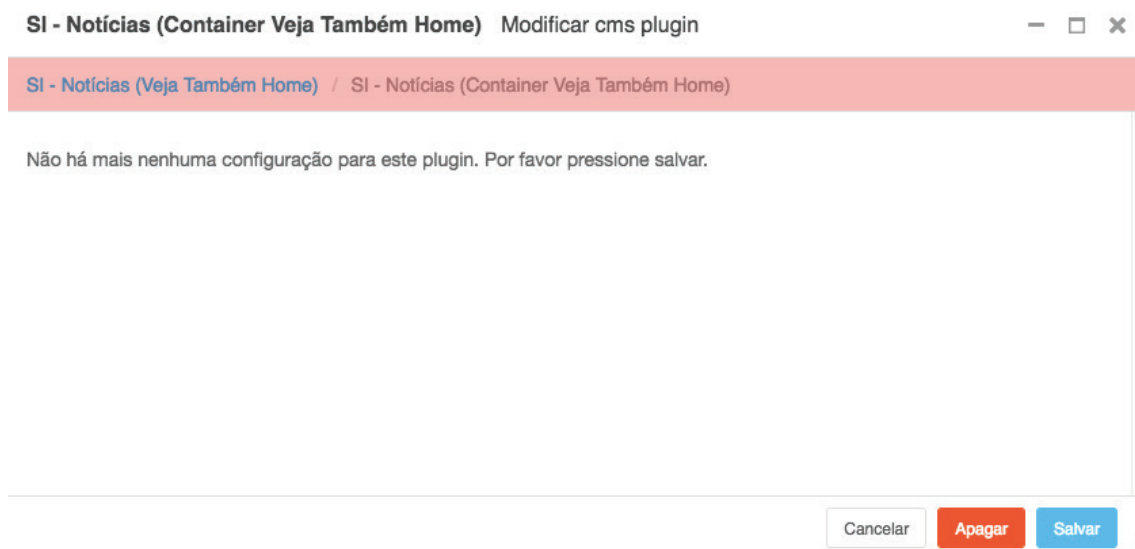 SI - Notícias (Container Veja Também Home) Modificar cms plugin
SI - Notícias (Veja Também Home) / SI - Notícias (Container Veja Também Home)
Não há mais nenhuma configuração para este plugin. Por favor pressione salvar.
Cancelar Apagar Salvar